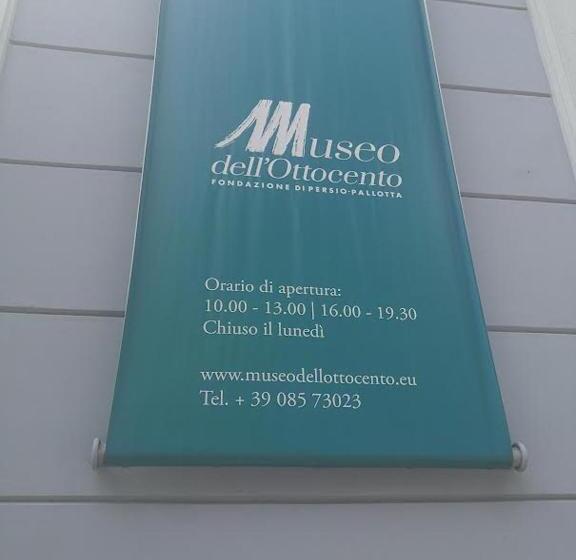 Museo
dell'Ottocento
FONDAZIONE DI PERSIO-PALLOTTA
Orario di apertura:
10.00 - 13.00 | 16.00 - 19.30
Chiuso il lunedì
www.museodellottocento.eu
Tel. + 39 085 73023